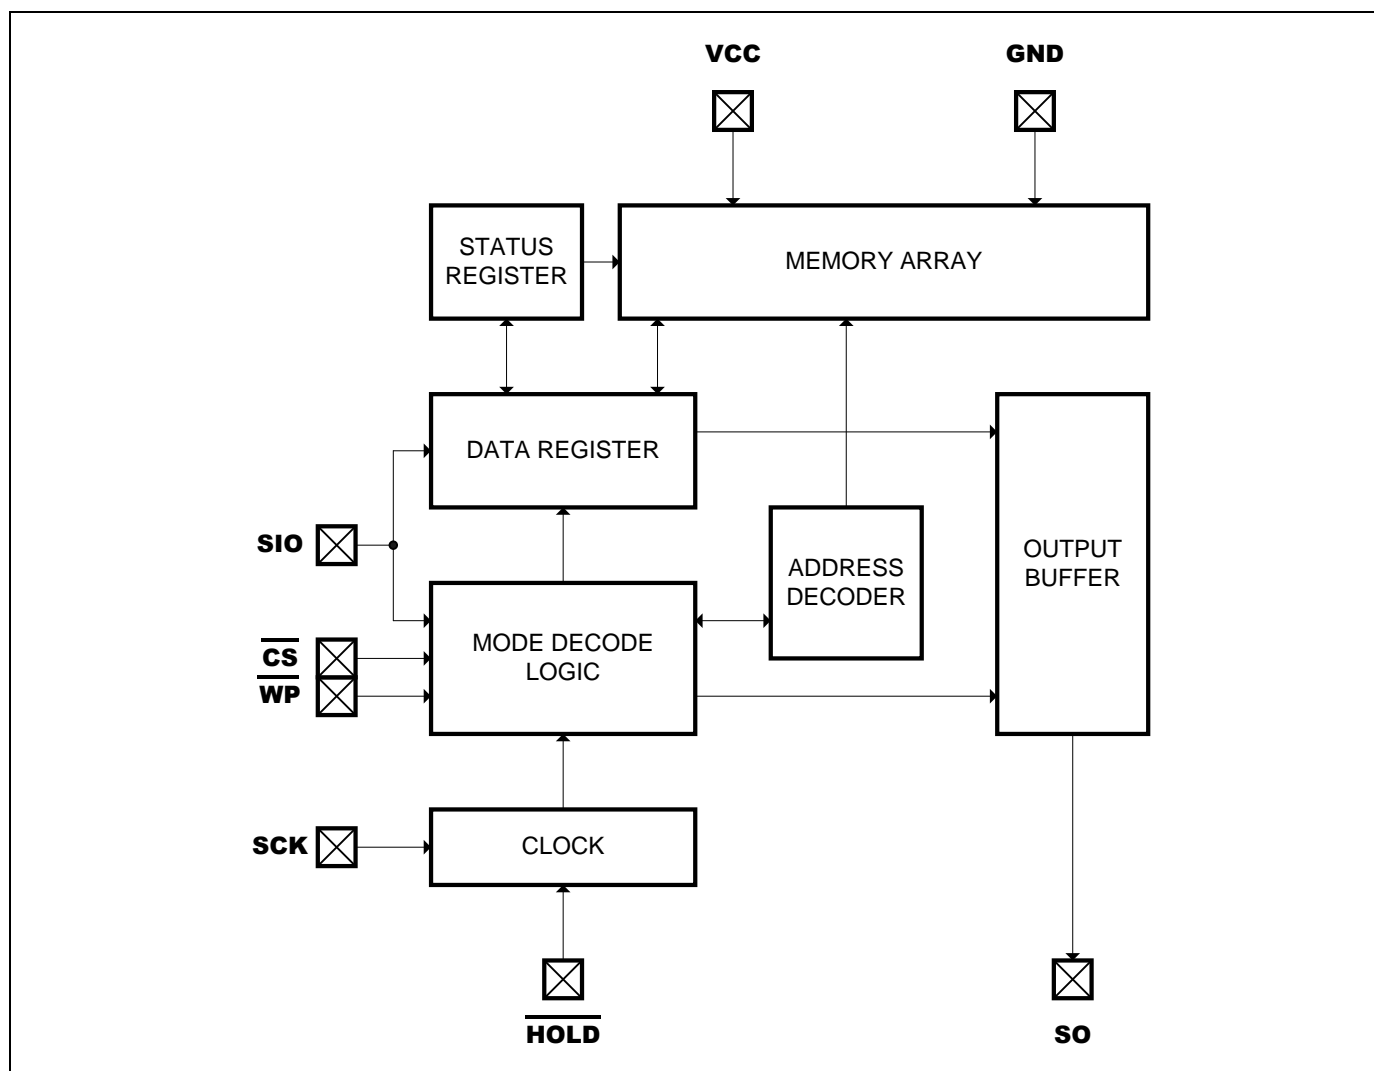 VCC
GND
STATUS
REGISTER
MEMORY ARRAY
DATA REGISTER
SIO
ADDRESS
DECODER
OUTPUT
BUFFER
MODE DECODE
LOGIC
CS
WP
SCK
CLOCK
HOLD
SO